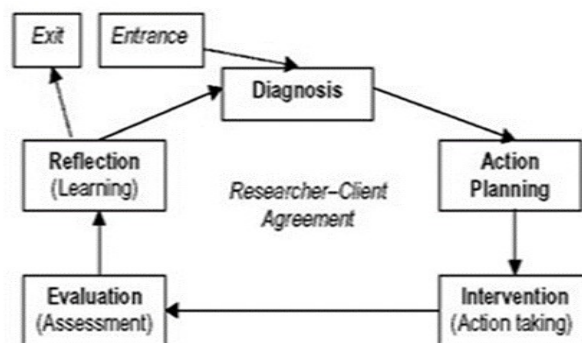 Exit
Entrance
Diagnosis
Action
Planning
Intervention
(Action taking)
Evaluation
(Assessment)
Reflection
(Learning)
Researcher–Client
Agreement